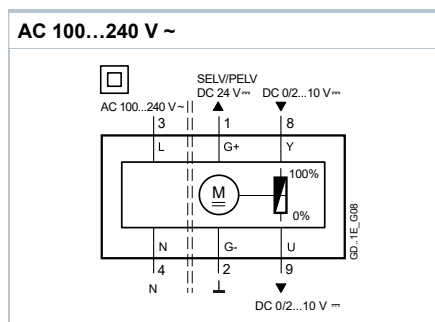 AC 100...240 V ~
SELV/PELV
DC 24 V⎓ DC 0/2...10 V⎓
AC 100...240 V~
3 1 8
L G+ Y
100%
M
0%
N G- U
4 2 9
N
DC 0/2...10 V ⎓
GD..1E_G08